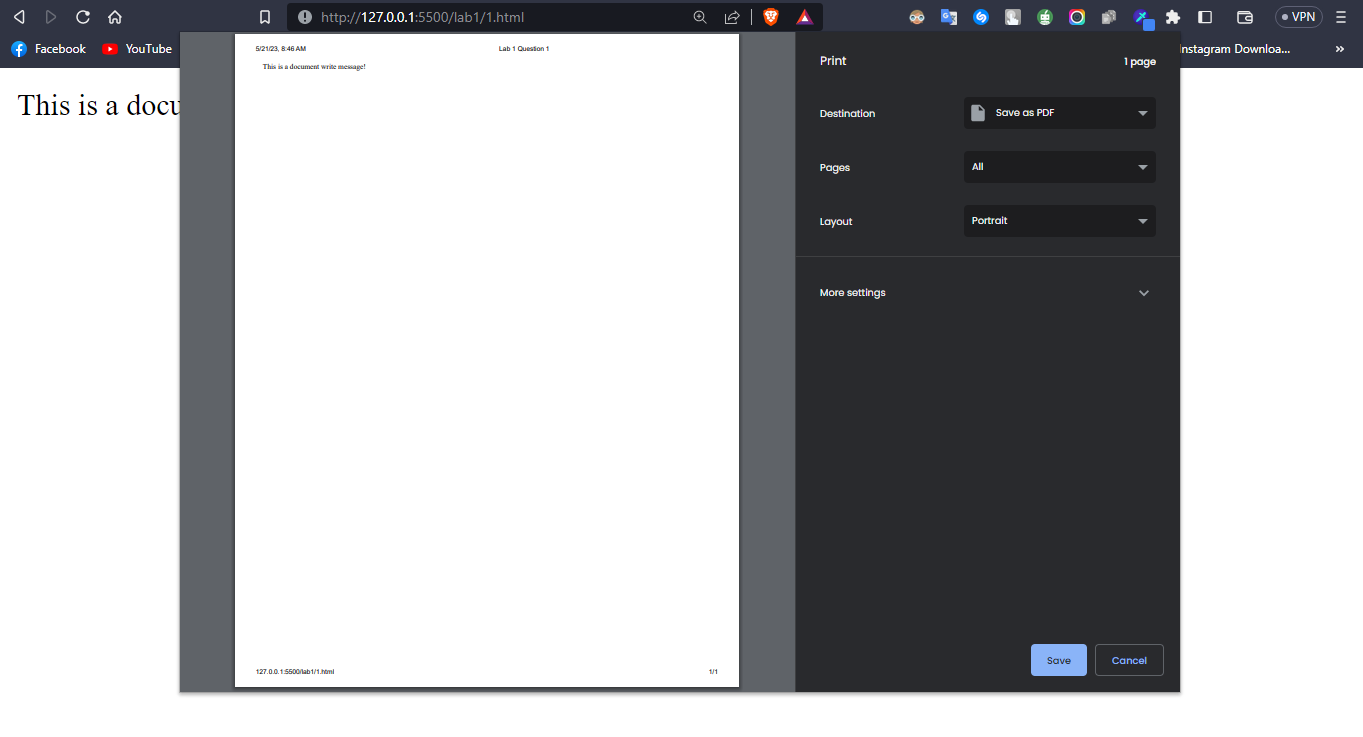 http://127.0.0.1:5500/lab1/1.html
VPN
Facebook
YouTube
Instagram Downloa...
»
This is a docu
5/21/23, 8:46 AM
Lab 1 Question 1
This is a document write message!
127.0.0.1:5500/lab1/1.html
1/1
Print
1 page
Destination
Save as PDF
Pages
All
Layout
Portrait
More settings
Save
Cancel